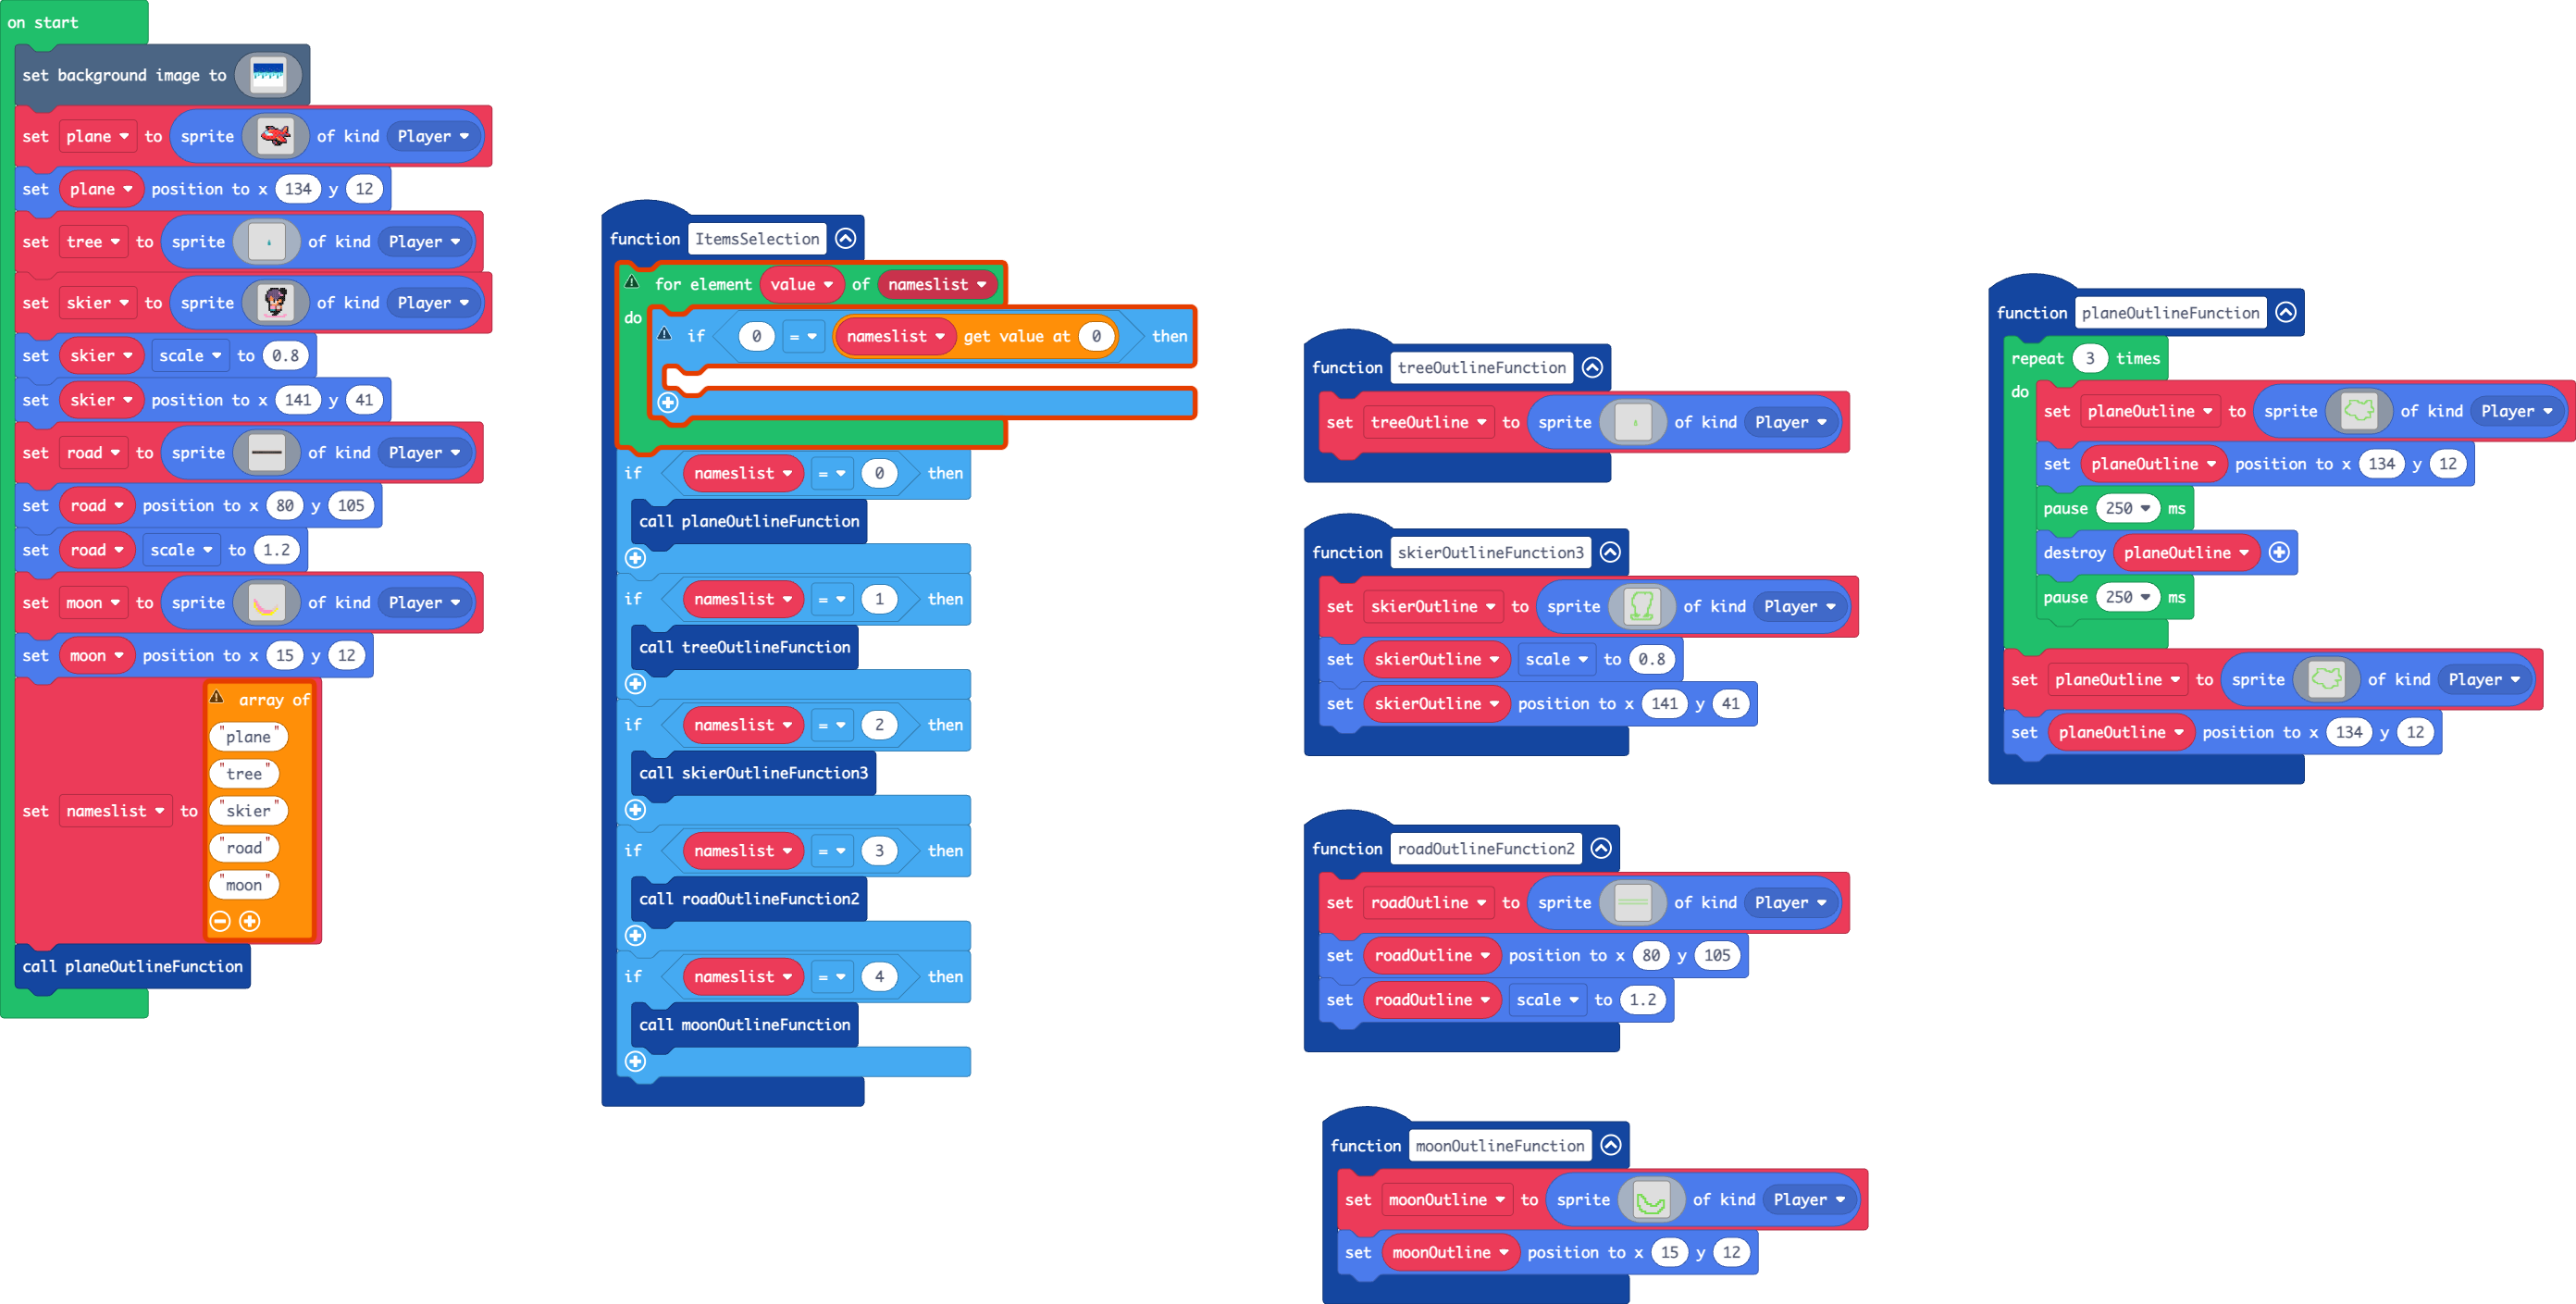 on start
set background image to
set plane to sprite of kind Player
set plane position to x 134 y 12
set tree to sprite of kind Player
set skier to sprite of kind Player
set skier scale to 0.8
set skier position to x 141 y 41
set road to sprite of kind Player
set road position to x 80 y 105
set road scale to 1.2
set moon to sprite of kind Player
set moon position to x 15 y 12
set nameslist to array of
"plane"
"tree"
"skier"
"road"
"moon"
call planeOutlineFunction
function ItemsSelection
for element value of nameslist
do
if 0 = nameslist get value at 0 then
if nameslist = 0 then
call planeOutlineFunction
if nameslist = 1 then
call treeOutlineFunction
if nameslist = 2 then
call skierOutlineFunction3
if nameslist = 3 then
call roadOutlineFunction2
if nameslist = 4 then
call moonOutlineFunction
function treeOutlineFunction
set treeOutline to sprite of kind Player
function skierOutlineFunction3
set skierOutline to sprite of kind Player
set skierOutline scale to 0.8
set skierOutline position to x 141 y 41
function roadOutlineFunction2
set roadOutline to sprite of kind Player
set roadOutline position to x 80 y 105
set roadOutline scale to 1.2
function moonOutlineFunction
set moonOutline to sprite of kind Player
set moonOutline position to x 15 y 12
function planeOutlineFunction
repeat 3 times
do
set planeOutline to sprite of kind Player
set planeOutline position to x 134 y 12
pause 250 ms
destroy planeOutline
pause 250 ms
set planeOutline to sprite of kind Player
set planeOutline position to x 134 y 12